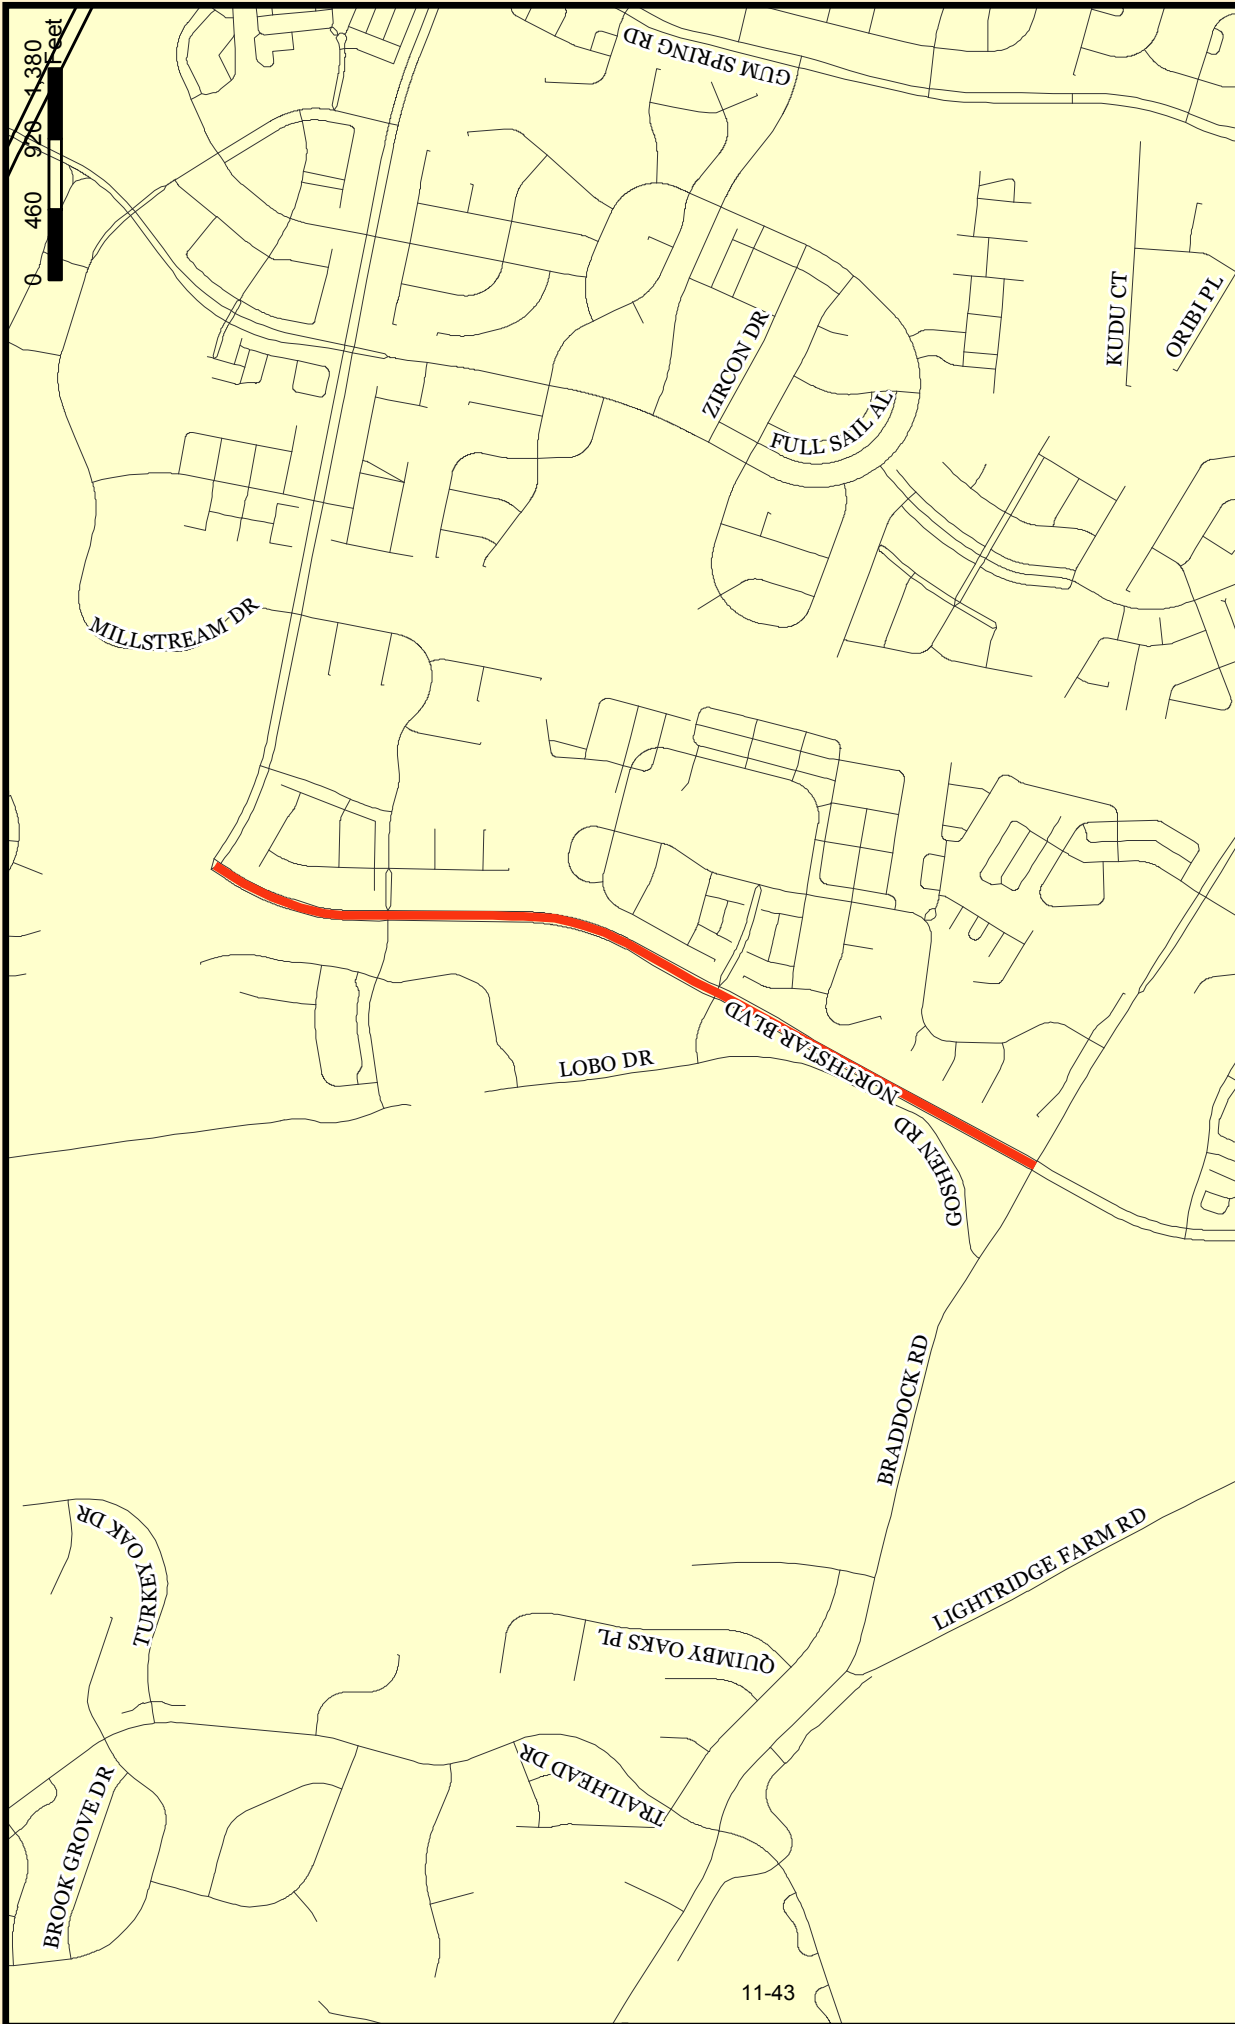 0 460 920 1,380
Feet
GUM SPRING RD
KUDU CT
ORIBI PL
ZIRCON DR
FULL SAIL AL
MILLSTREAM DR
NORTHSTAR BLVD
LOBO DR
GOSHEN RD
BRADDOCK RD
LIGHTRIDGE FARM RD
TURKEY OAK DR
QUIMBY OAKS PL
TRAILHEAD DR
BROOK GROVE DR
11-43